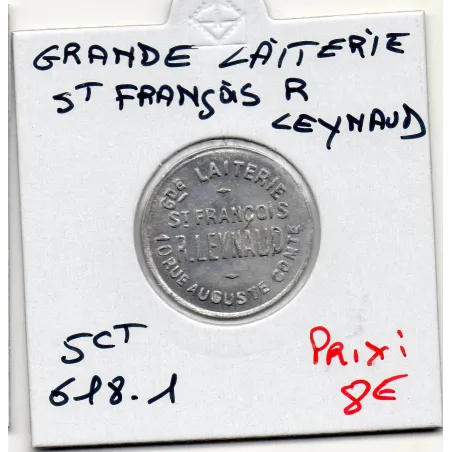 GRANDE LAITERIE
ST FRANÇOIS R
LEYNAUD
Gde LAITERIE
ST FRANÇOIS
R.LEYNAUD
10 RUE AUGUSTE COMTE
5CT
618.1
PRIX:
8€